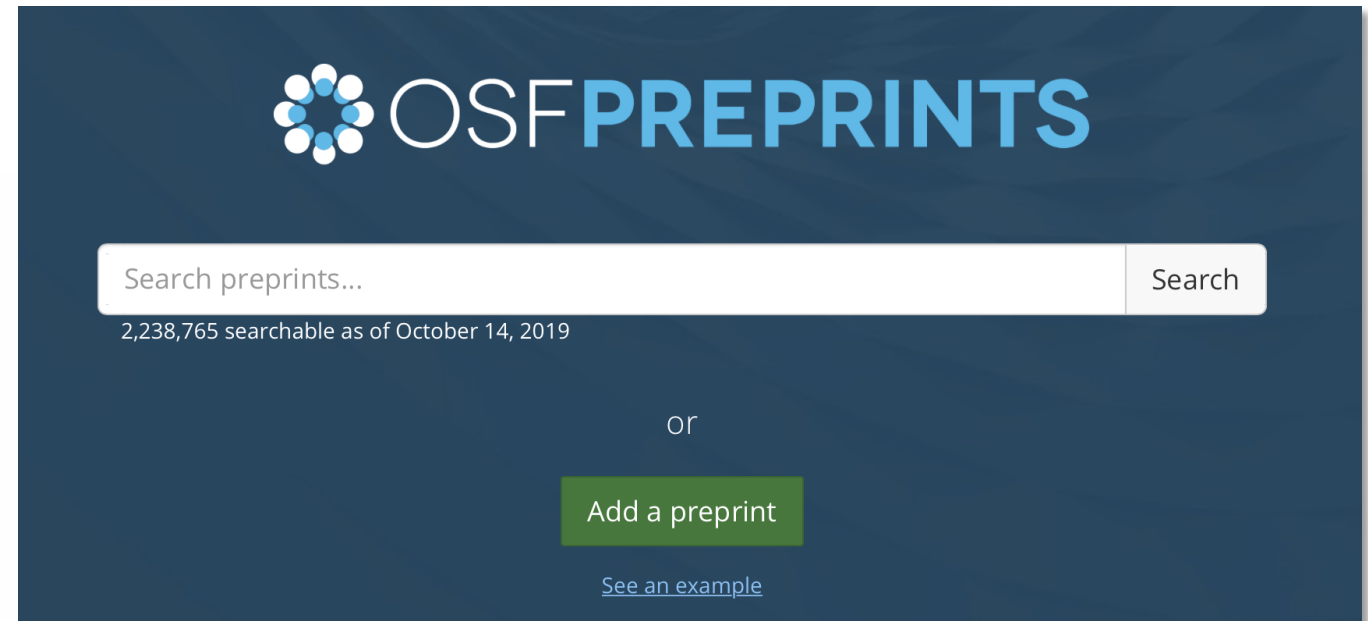 OSFPREPRINTS
Search preprints... Search
2,238,765 searchable as of October 14, 2019
or
Add a preprint
See an example